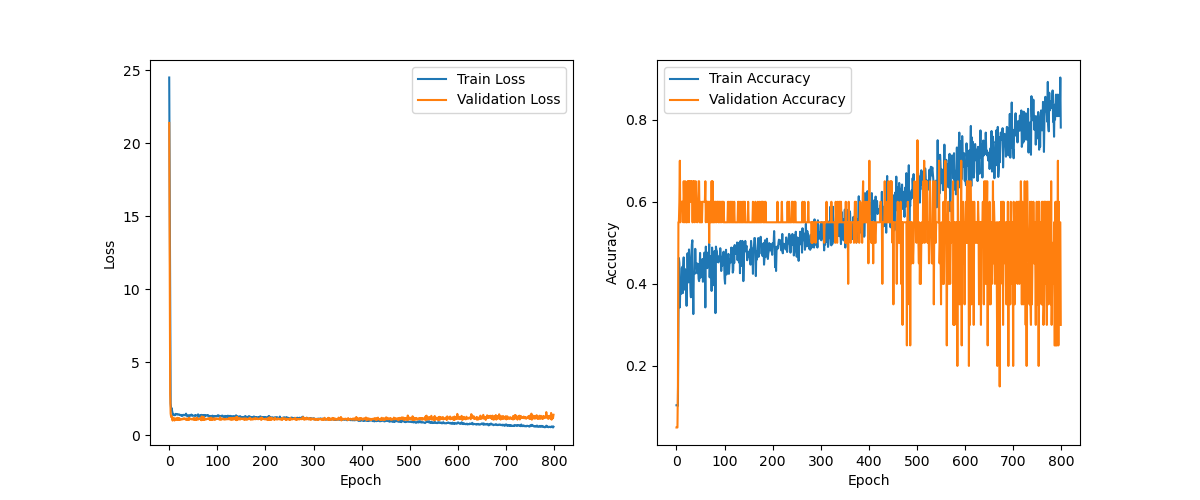 25
20
15
10
5
0
Loss
0 100 200 300 400 500 600 700 800
Epoch
Train Loss
Validation Loss
0.8
0.6
0.4
0.2
Accuracy
0 100 200 300 400 500 600 700 800
Epoch
Train Accuracy
Validation Accuracy